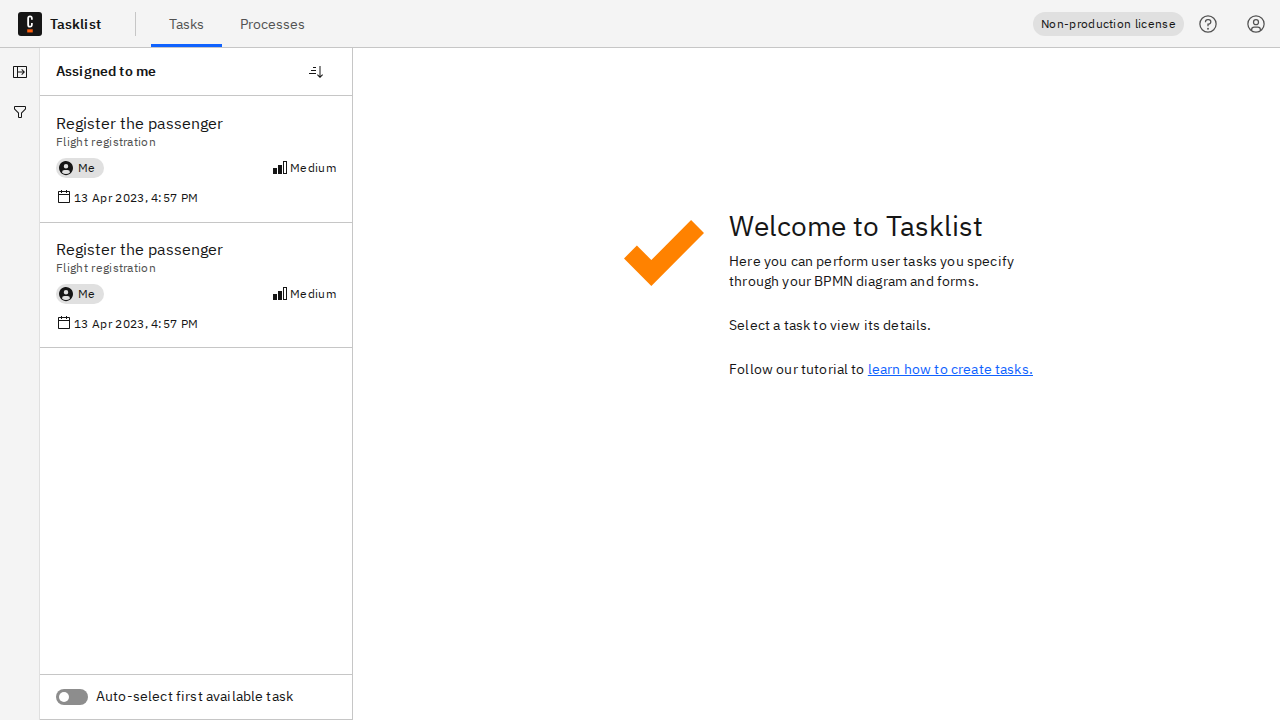 Tasklist
Tasks
Processes
Non-production license
Assigned to me
Register the passenger
Flight registration
Me
Medium
13 Apr 2023, 4:57 PM
Register the passenger
Flight registration
Me
Medium
13 Apr 2023, 4:57 PM
Auto-select first available task
Welcome to Tasklist
Here you can perform user tasks you specify
through your BPMN diagram and forms.
Select a task to view its details.
Follow our tutorial to learn how to create tasks.